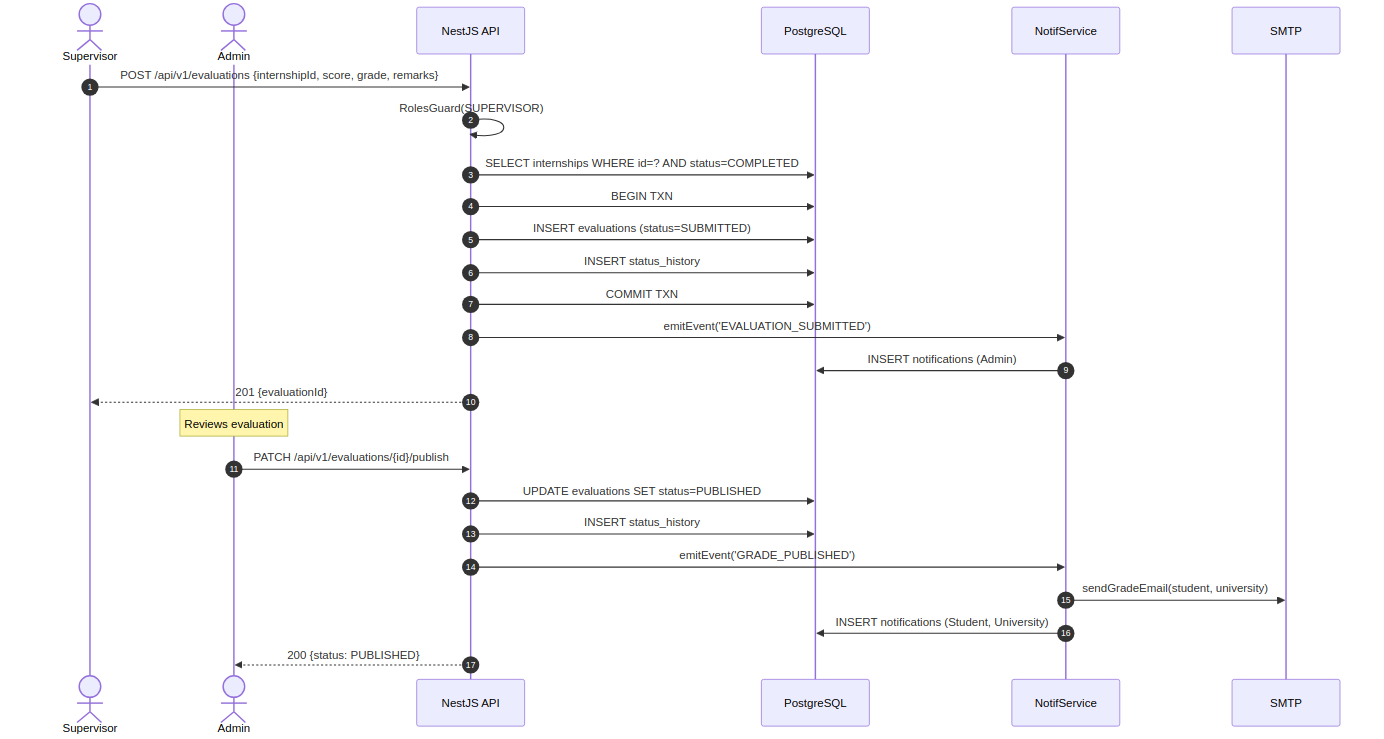 Supervisor
Admin
NestJS API
PostgreSQL
NotifService
SMTP
POST /api/v1/evaluations {internshipId, score, grade, remarks}
1
RolesGuard(SUPERVISOR)
2
SELECT internships WHERE id=? AND status=COMPLETED
3
BEGIN TXN
4
INSERT evaluations (status=SUBMITTED)
5
INSERT status_history
6
COMMIT TXN
7
emitEvent('EVALUATION_SUBMITTED')
8
INSERT notifications (Admin)
9
201 {evaluationId}
10
Reviews evaluation
PATCH /api/v1/evaluations/{id}/publish
11
UPDATE evaluations SET status=PUBLISHED
12
INSERT status_history
13
emitEvent('GRADE_PUBLISHED')
14
sendGradeEmail(student, university)
15
INSERT notifications (Student, University)
16
200 {status: PUBLISHED}
17
Supervisor
Admin
NestJS API
PostgreSQL
NotifService
SMTP